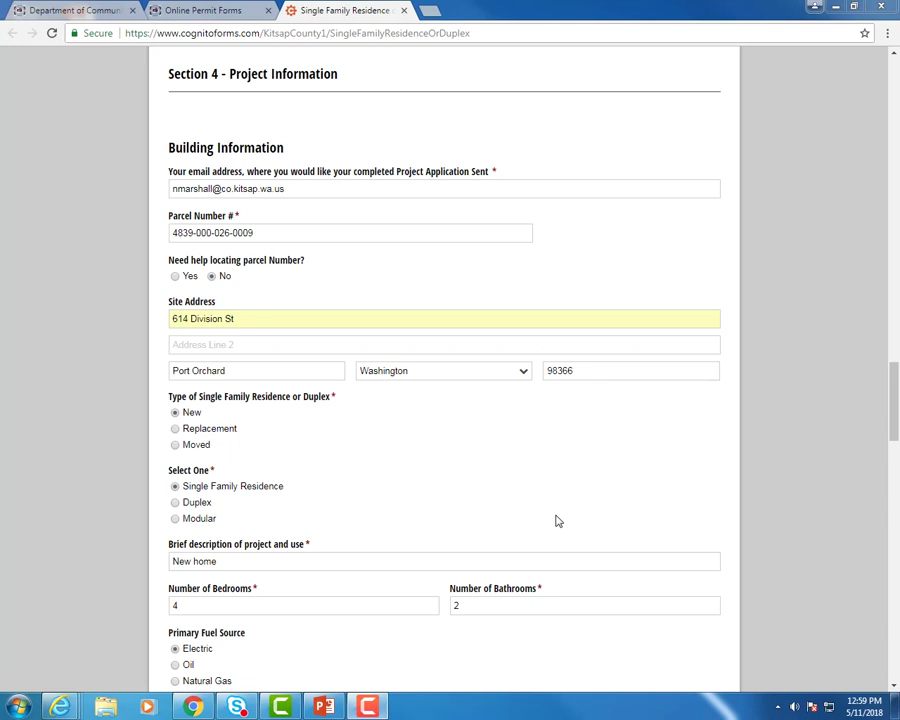 Department of Commun
Online Permit Forms
Single Family Residence o
Secure
https://www.cognitoforms.com/KitsapCounty1/SingleFamilyResidenceOrDuplex
Section 4 - Project Information
Building Information
Your email address, where you would like your completed Project Application Sent *
nmarshall@co.kitsap.wa.us
Parcel Number # *
4839-000-026-0009
Need help locating parcel Number?
Yes No
Site Address
614 Division St
Address Line 2
Port Orchard Washington 98366
Type of Single Family Residence or Duplex *
New
Replacement
Moved
Select One *
Single Family Residence
Duplex
Modular
Brief description of project and use *
New home
Number of Bedrooms * Number of Bathrooms *
4 2
Primary Fuel Source
Electric
Oil
Natural Gas
12:59 PM
5/11/2018